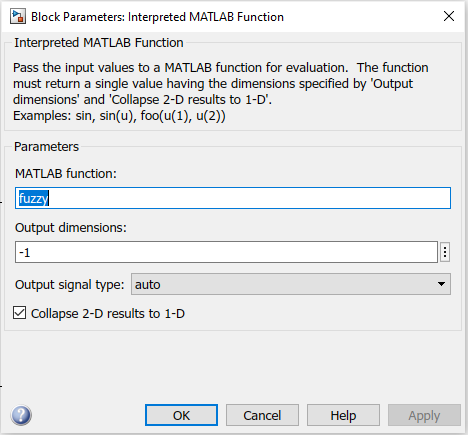 Block Parameters: Interpreted MATLAB Function
Interpreted MATLAB Function
Pass the input values to a MATLAB function for evaluation. The function
must return a single value having the dimensions specified by 'Output
dimensions' and 'Collapse 2-D results to 1-D'.
Examples: sin, sin(u), foo(u(1), u(2))
Parameters
MATLAB function:
fuzzy
Output dimensions:
-1
Output signal type: auto
Collapse 2-D results to 1-D
? OK Cancel Help Apply